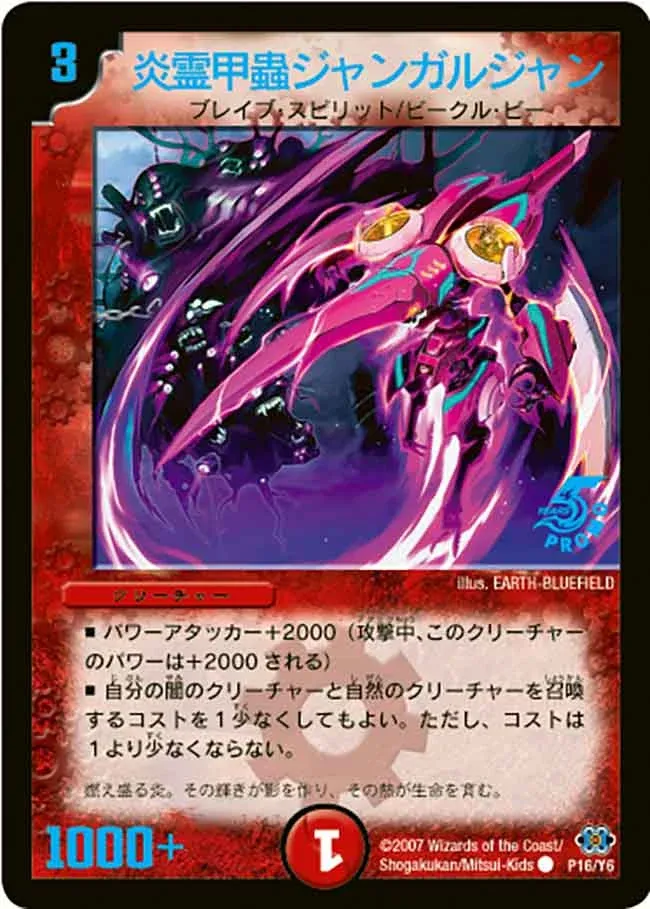 3
炎霊甲蟲ジャンガルジャン
ブレイブ・スピリット/ビークル・ビー
5
YEARS
PROMO
illus. EARTH-BLUEFIELD
クリーチャー
■ パワーアタッカー+2000(攻撃中、このクリーチャー
のパワーは+2000 される)
■ 自分の闇のクリーチャーと自然のクリーチャーを召喚
するコストを1少なくしてもよい。ただし、コストは
1より少なくならない。
燃え盛る炎。その輝きが影を作り、その熱が生命を育む。
1000+
1
©2007 Wizards of the Coast/
Shogakukan/Mitsui-Kids
P16/Y6